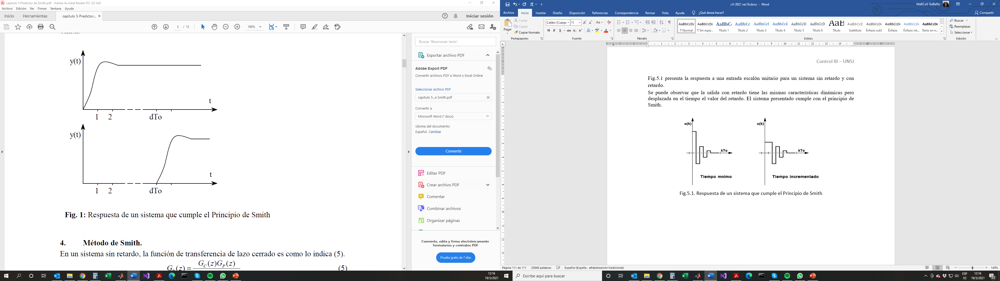 capitulo 5 Predictor de Smith.pdf - Adobe Acrobat Reader DC (32-bit)
Archivo Edición Ver Firmar Ventana Ayuda
Inicio Herramientas capitulo 5 Predictor... ×
Iniciar sesión
2 / 12
168%
y(t)
t
1 2 dTo
y(t)
t
1 2 dTo
Fig. 1: Respuesta de un sistema que cumple el Principio de Smith
4. Método de Smith.
En un sistema sin retardo, la función de transferencia de lazo cerrado es como lo indica (5).
G_C(z)G_P(z)
(z) = (5)
Buscar 'Reconocer texto'
Exportar archivo PDF
Adobe Export PDF
Convertir archivos PDF a Word o Excel Online
Seleccionar archivo PDF
capitulo 5...e Smith.pdf
Convertir a
Microsoft Word (*.docx)
Idioma del documento:
Español Cambiar
Convertir
Editar PDF
Crear archivo PDF
Comentar
Combinar archivos
Organizar páginas
Convierte, edita y firma electrónicamente
formularios y contratos PDF
Prueba gratis de 7 días
12:16
19/3/2021
cIII 2021 ver16.docx - Word
MaRCoS ToiBeRo
Archivo Inicio Insertar Diseño Disposición Referencias Correspondencia Revisar Vista Ayuda ¿Qué desea hacer? Compartir
Pegar
Cortar
Copiar
Copiar formato
Portapapeles
Calibri (Cuerp 11
N K S abc x₂ x²
Fuente
Párrafo
AaBbCcDc AaBbCcDc AaBbC AaBbCc AaBbCcI AaBbCcL AaBbCcD AaBbCcD AaB AaBbCcD AaBbCcDc AaBbCcDc AaBbCcDc AaBbCcDc
¶ Normal ¶ Sin espa... Título 1 Título 2 Título 3 Título 4 Título 5 Título 6 Título Subtítulo Énfasis sutil Énfasis Énfasis int... Texto en n...
Estilos
Buscar
Reemplazar
Seleccionar
Edición
Control III – UNSJ
Fig.5.1 presenta la respuesta a una entrada escalón unitario para un sistema sin retardo y con
retardo.
Se puede observar que la salida con retardo tiene las mismas características dinámicas pero
desplazada en el tiempo el valor del retardo. El sistema presentado cumple con el principio de
Smith.
u(k) u(k)
kTo kTo
Tiempo mnimo Tiempo incrementado
Fig.5.1. Respuesta de un sistema que cumple el Principio de Smith
Página 111 de 111 20968 palabras Español (España - alfabetización tradicional) 140%
Escribe aquí para buscar
ESP
ES
12:16
19/3/2021
22